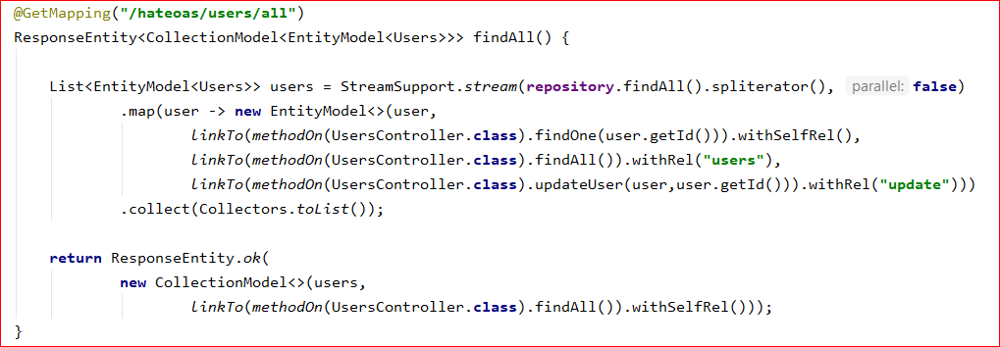 @GetMapping("/hateoas/users/all")
ResponseEntity<CollectionModel<EntityModel<Users>>> findAll() {
List<EntityModel<Users>> users = StreamSupport.stream(repository.findAll().spliterator(), parallel: false)
.map(user -> new EntityModel<>(user,
linkTo(methodOn(UsersController.class).findOne(user.getId())).withSelfRel(),
linkTo(methodOn(UsersController.class).findAll()).withRel("users"),
linkTo(methodOn(UsersController.class).updateUser(user,user.getId())).withRel("update")))
.collect(Collectors.toList());
return ResponseEntity.ok(
new CollectionModel<>(users,
linkTo(methodOn(UsersController.class).findAll()).withSelfRel()));
}